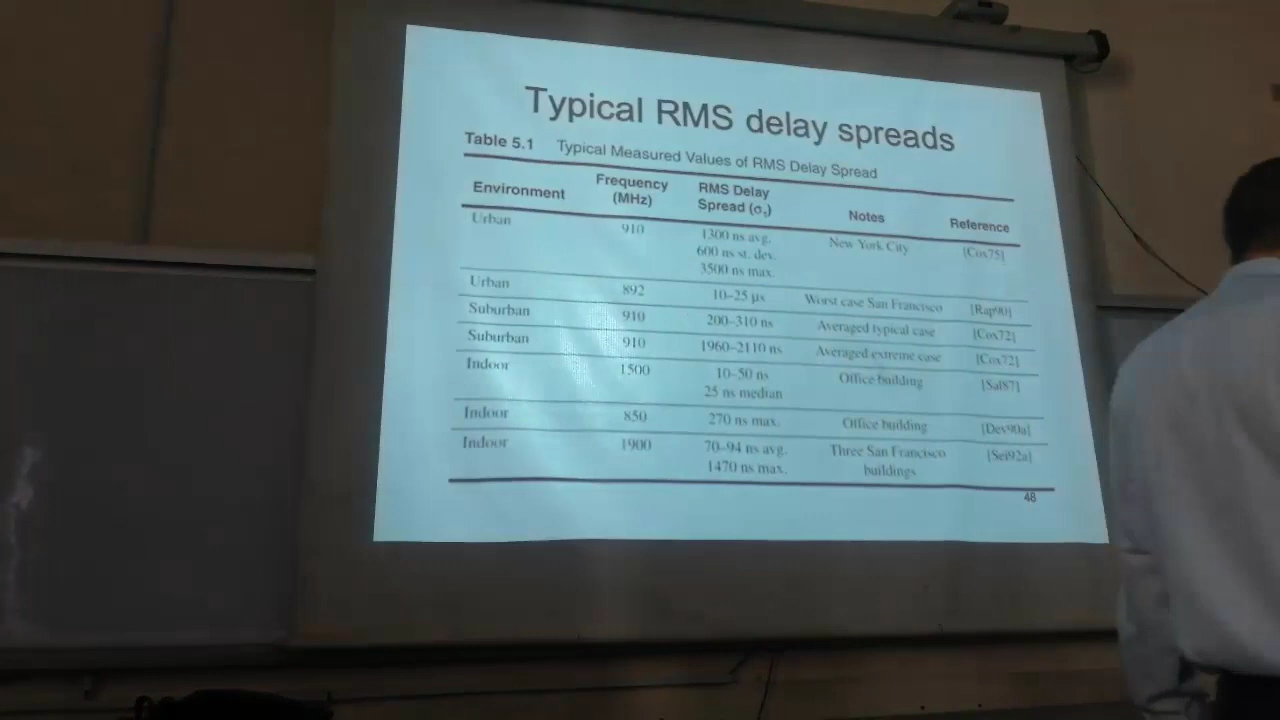 Typical RMS delay spreads
Table 5.1 Typical Measured Values of RMS Delay Spread
Environment Frequency (MHz) RMS Delay Spread (στ) Notes Reference
Urban 910 1300 ns avg. New York City [Cox75]
600 ns st. dev.
3500 ns max.
Urban 892 10–25 μs Worst case San Francisco [Rap90]
Suburban 910 200–310 ns Averaged typical case [Cox72]
Suburban 910 1960–2110 ns Averaged extreme case [Cox72]
Indoor 1500 10–50 ns Office building [Sal87]
25 ns median
Indoor 850 270 ns max. Office building [Dev90a]
Indoor 1900 70–94 ns avg. Three San Francisco [Sei92a]
1470 ns max. buildings
48